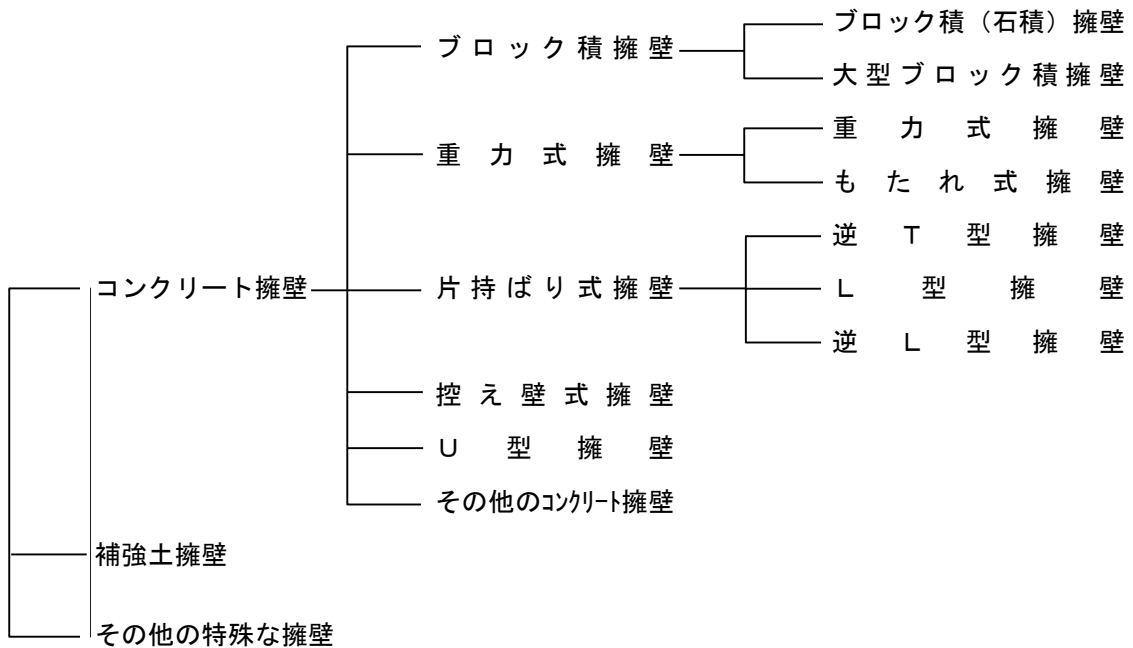 ブロック積擁壁
ブロック積（石積）擁壁
大型ブロック積擁壁
重力式擁壁
重力式擁壁
もたれ式擁壁
コンクリート擁壁
片持ばり式擁壁
逆Ｔ型擁壁
Ｌ型擁壁
逆Ｌ型擁壁
控え壁式擁壁
Ｕ型擁壁
その他のｺﾝｸﾘｰﾄ擁壁
補強土擁壁
その他の特殊な擁壁